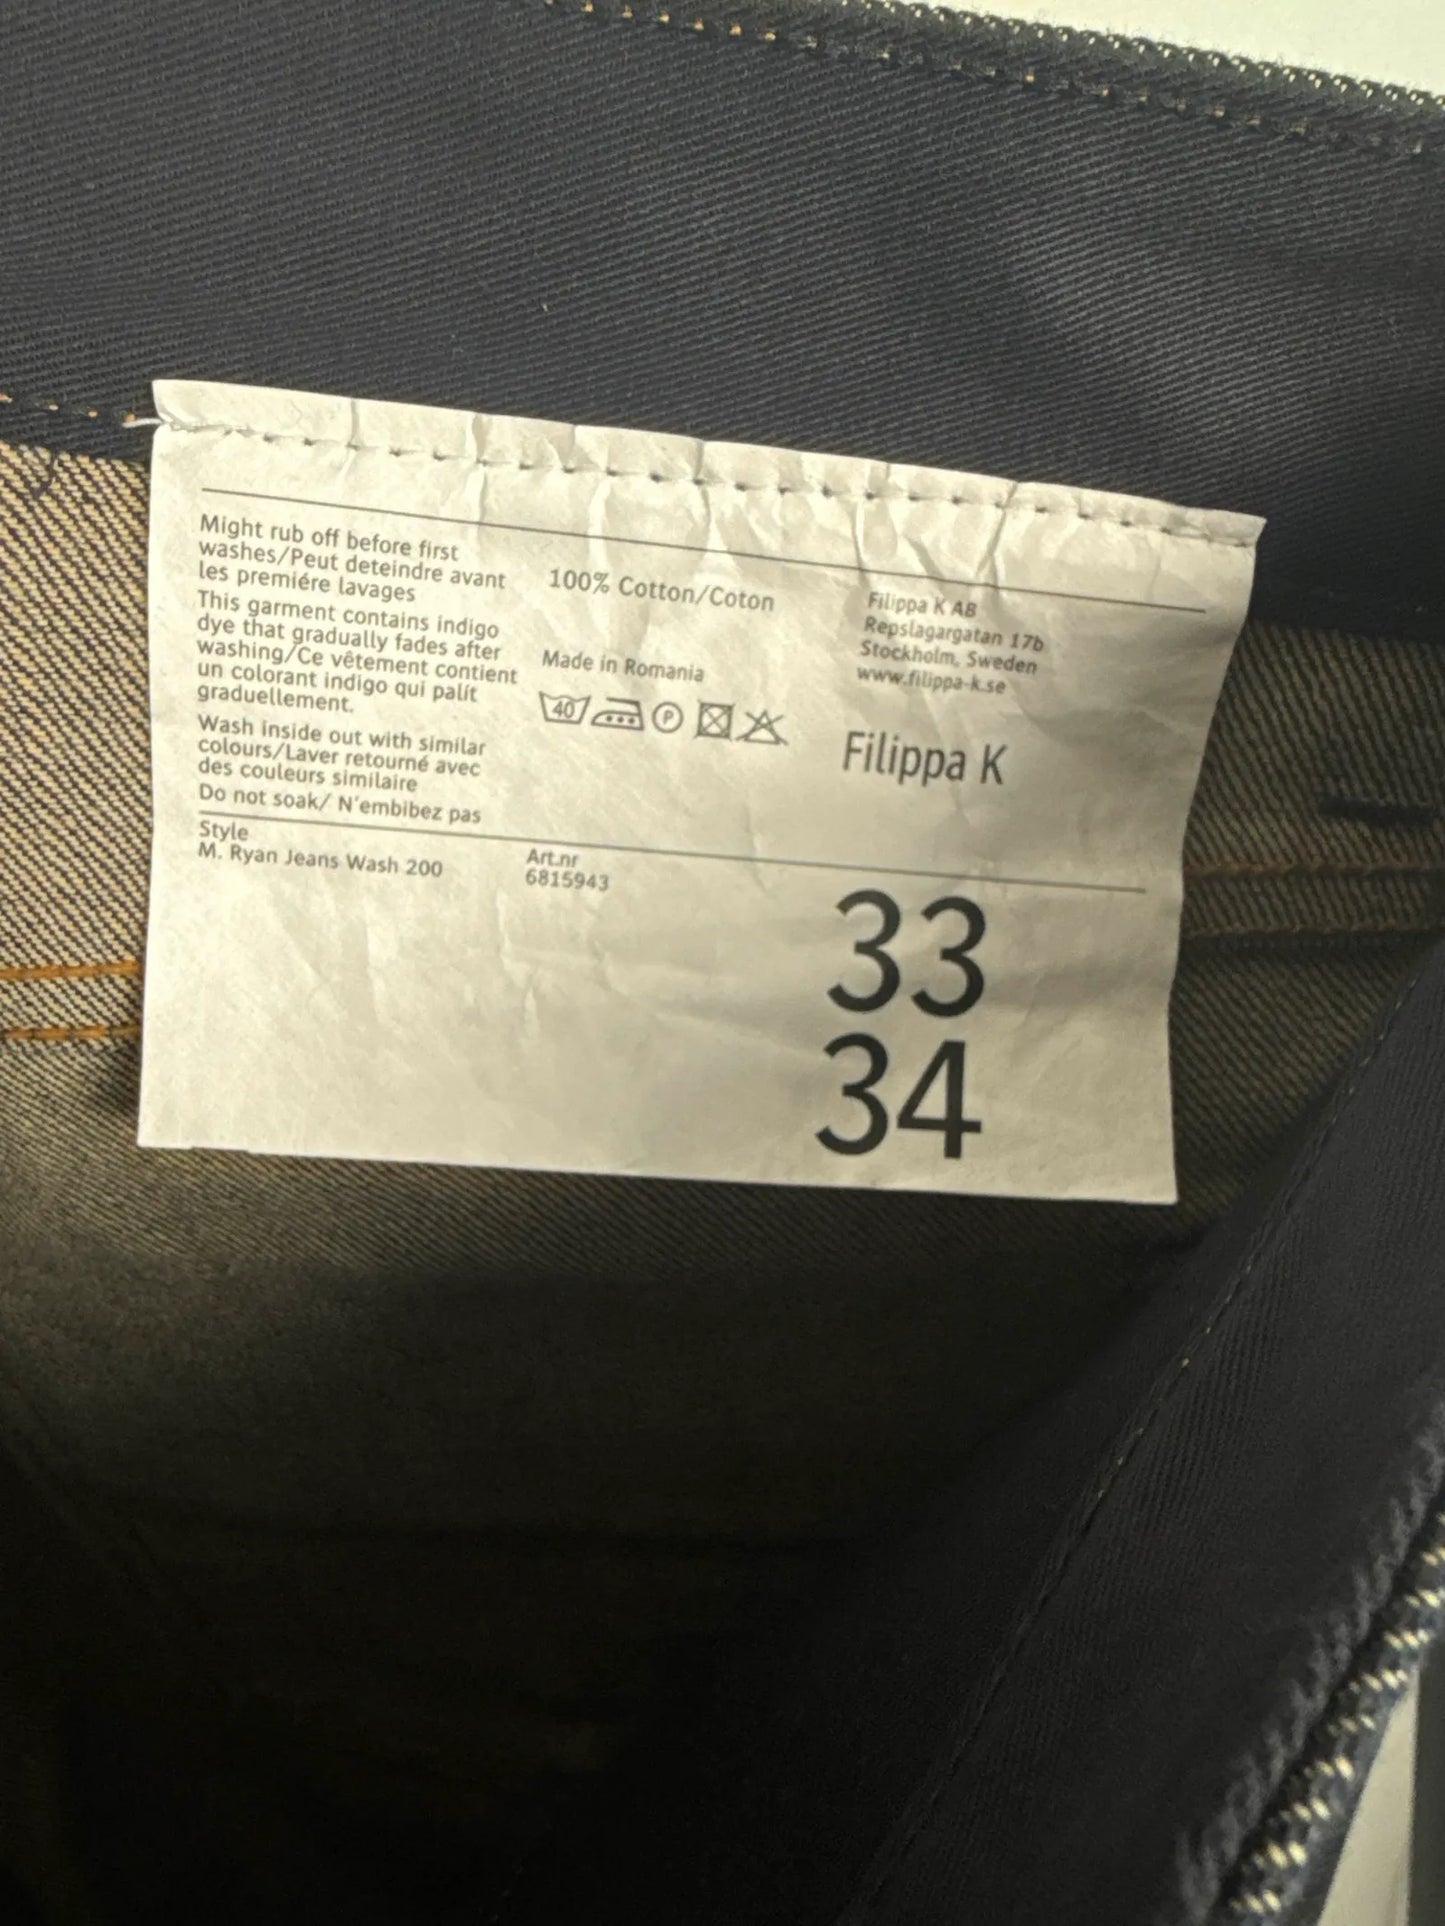 Might rub off before first
washes/Peut deteindre avant
les premiére lavages
This garment contains indigo
dye that gradually fades after
washing/Ce vêtement contient
un colorant indigo qui palít
graduellement.
Wash inside out with similar
colours/Laver retourné avec
des couleurs similaire
Do not soak/ N'embibez pas
100% Cotton/Coton
Made in Romania
40 P
Filippa K AB
Repslagargatan 17b
Stockholm, Sweden
www.filippa-k.se
Filippa K
Style
M. Ryan Jeans Wash 200
Art.nr
6815943
33
34